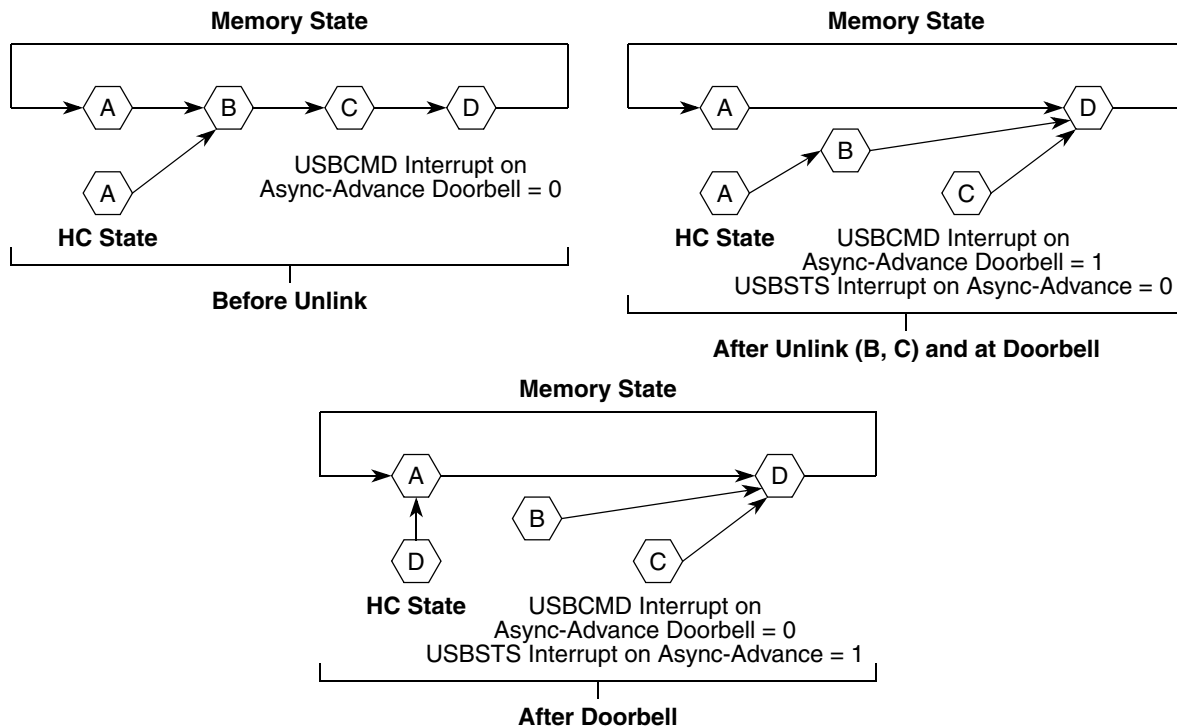 Memory State
A
B
C
D
USBCMD Interrupt on
Async-Advance Doorbell = 0
A
HC State
Before Unlink
Memory State
A
D
B
A
C
HC State
USBCMD Interrupt on
Async-Advance Doorbell = 1
USBSTS Interrupt on Async-Advance = 0
After Unlink (B, C) and at Doorbell
Memory State
A
D
B
D
C
HC State
USBCMD Interrupt on
Async-Advance Doorbell = 0
USBSTS Interrupt on Async-Advance = 1
After Doorbell